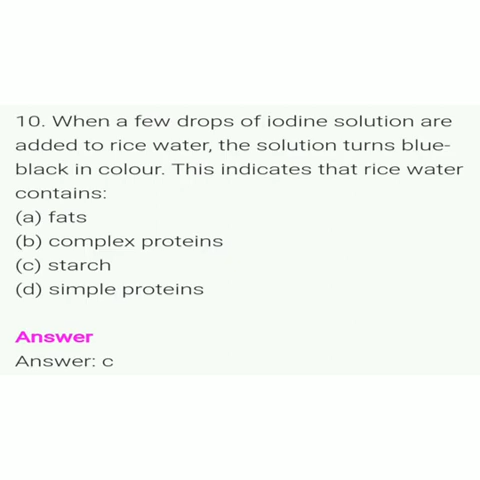 10. When a few drops of iodine solution are
added to rice water, the solution turns blue-
black in colour. This indicates that rice water
contains:
(a) fats
(b) complex proteins
(c) starch
(d) simple proteins
Answer
Answer: c